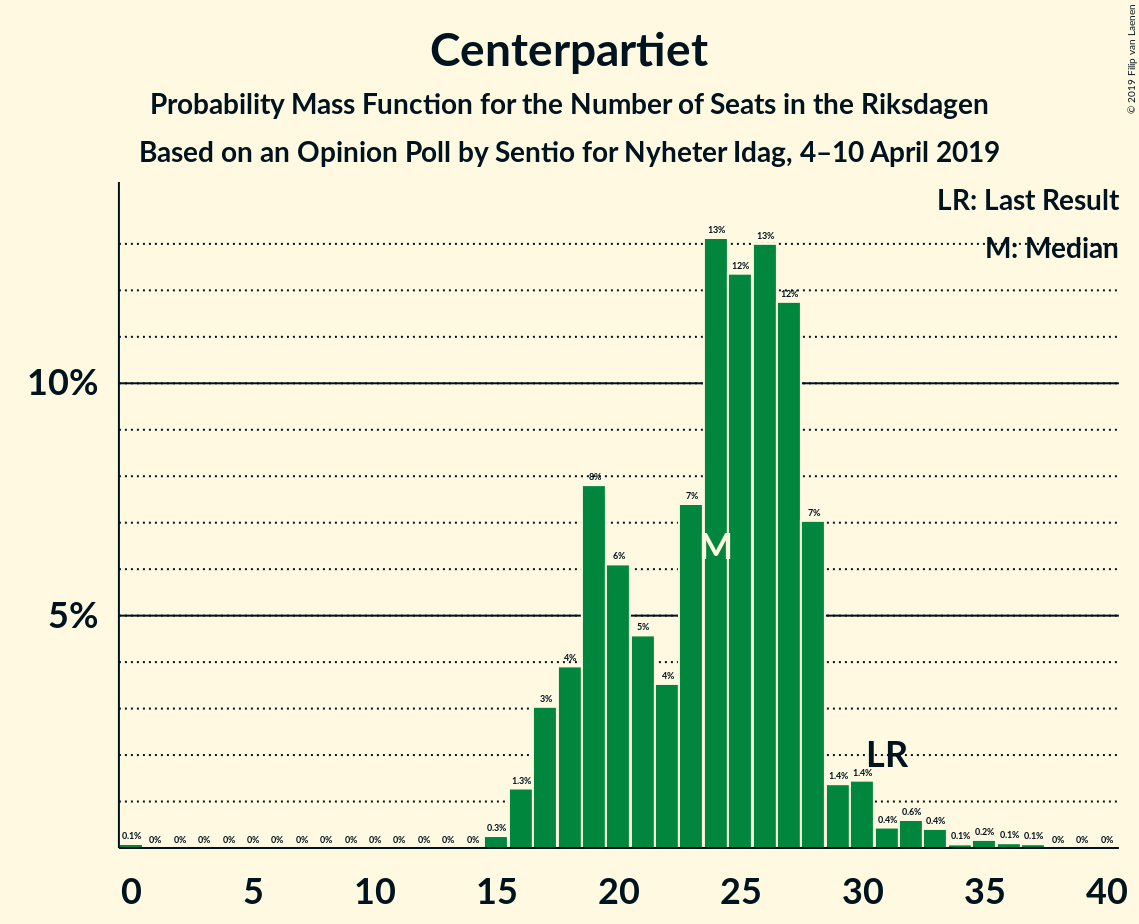 © 2019 Filip van Laenen
Centerpartiet
Probability Mass Function for the Number of Seats in the Riksdagen
Based on an Opinion Poll by Sentio for Nyheter Idag, 4–10 April 2019
LR: Last Result
M: Median
10%
5%
0.1% 0% 0% 0% 0% 0% 0% 0% 0% 0% 0% 0% 0% 0% 0% 0.3% 1.3% 3% 4% 8% 6% 5% 4% 7% 13% 12% 13% 12% 7% 1.4% 1.4% 0.4% 0.6% 0.4% 0.1% 0.2% 0.1% 0.1% 0% 0% 0%
M
LR
0 5 10 15 20 25 30 35 40